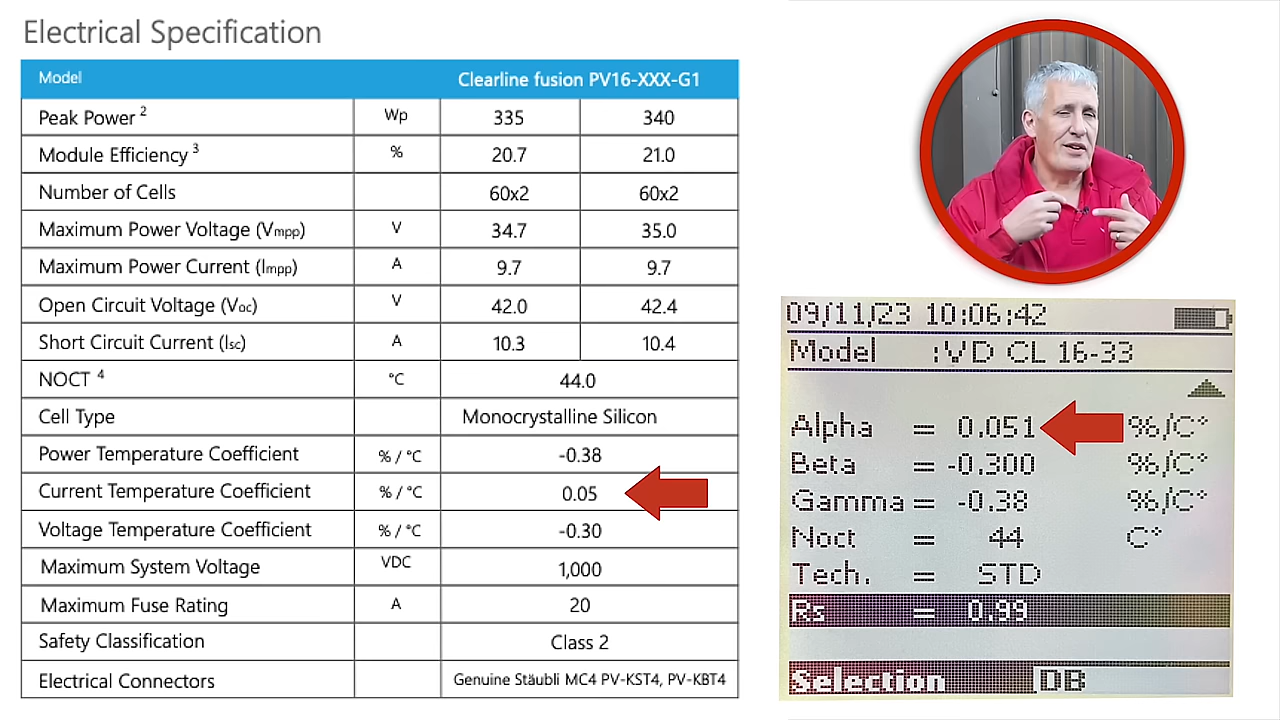 Electrical Specification
Model Clearline fusion PV16-XXX-G1
Peak Power 2 Wp 335 340
Module Efficiency 3 % 20.7 21.0
Number of Cells 60x2 60x2
Maximum Power Voltage (Vmpp) V 34.7 35.0
Maximum Power Current (Impp) A 9.7 9.7
Open Circuit Voltage (Voc) V 42.0 42.4
Short Circuit Current (Isc) A 10.3 10.4
NOCT 4 °C 44.0
Cell Type Monocrystalline Silicon
Power Temperature Coefficient % / °C -0.38
Current Temperature Coefficient % / °C 0.05
Voltage Temperature Coefficient % / °C -0.30
Maximum System Voltage VDC 1,000
Maximum Fuse Rating A 20
Safety Classification Class 2
Electrical Connectors Genuine Stäubli MC4 PV-KST4, PV-KBT4
09/11/23 10:06:42
Model :VD CL 16-33
Alpha = 0.051 %/C°
Beta = -0.300 %/C°
Gamma = -0.38 %/C°
Noct = 44 C°
Tech. = STD
Rs = 0.99
Selection DB